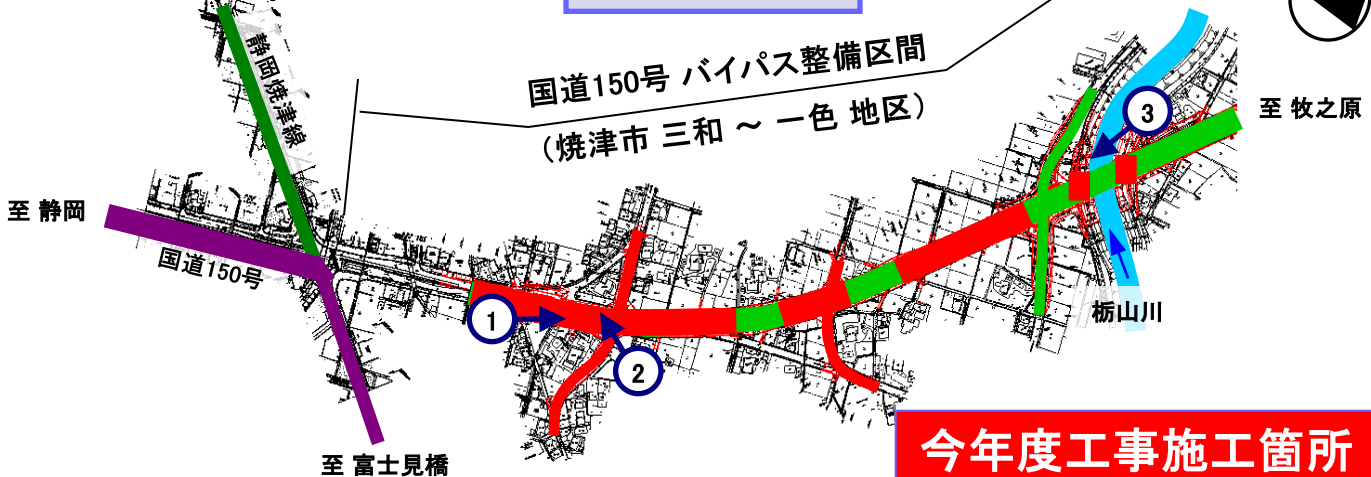 静岡焼津線
国道150号 バイパス整備区間
(焼津市 三和 ～ 一色 地区)
3
至 牧之原
至 静岡
国道150号
1
2
栃山川
至 富士見橋
今年度工事施工箇所